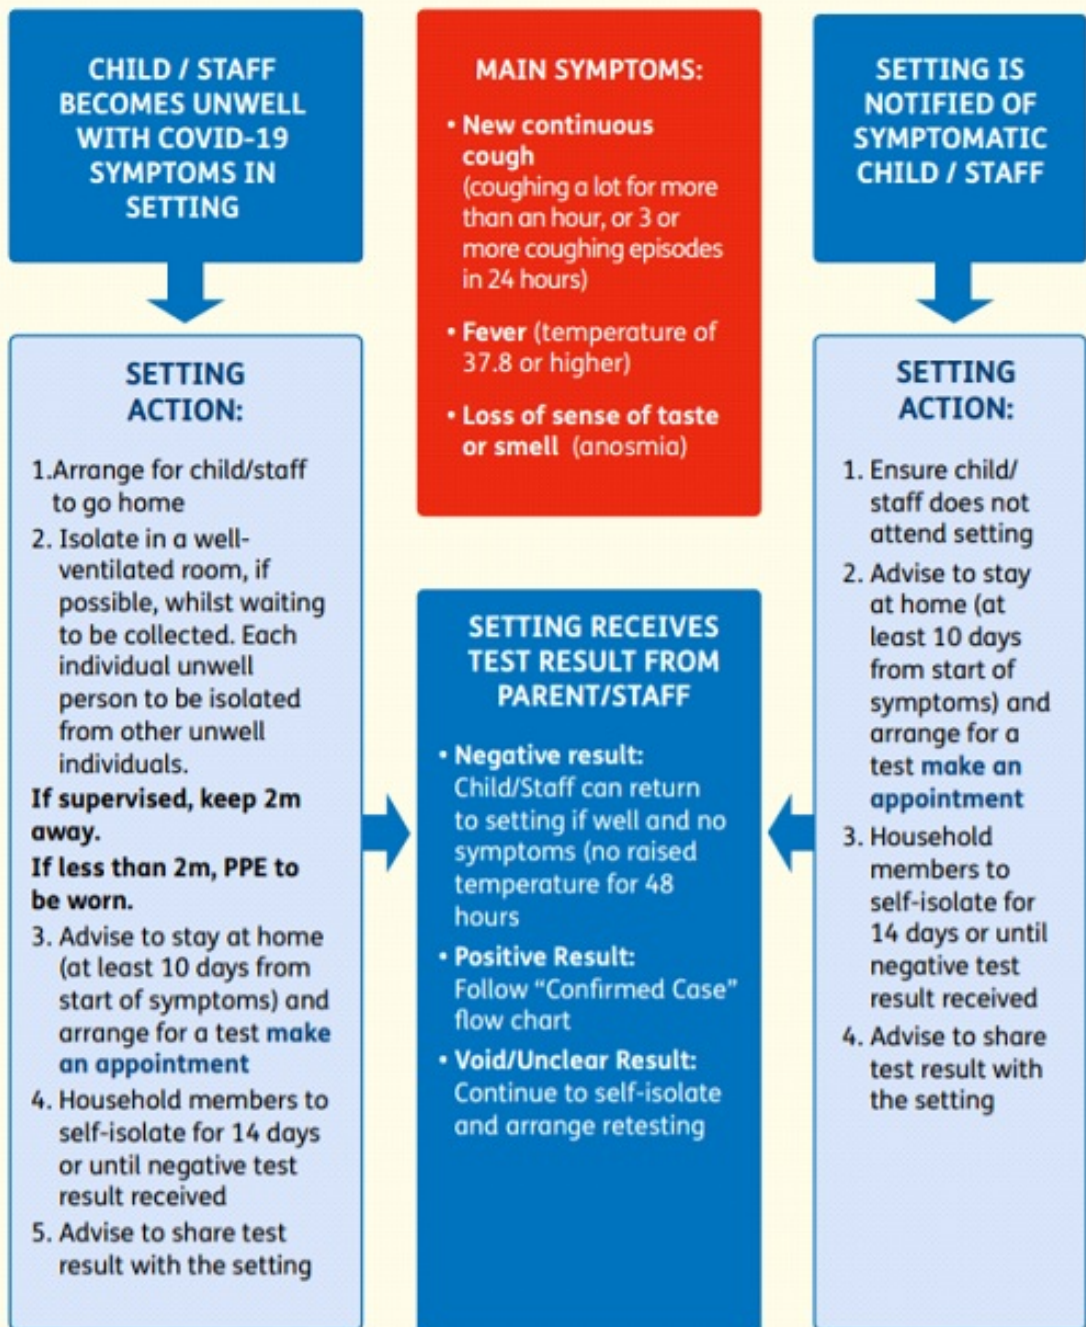 CHILD / STAFF
BECOMES UNWELL
WITH COVID-19
SYMPTOMS IN
SETTING
SETTING
ACTION:
1.Arrange for child/staff
to go home
2. Isolate in a well-
ventilated room, if
possible, whilst waiting
to be collected. Each
individual unwell
person to be isolated
from other unwell
individuals.
If supervised, keep 2m
away.
If less than 2m, PPE to
be worn.
3. Advise to stay at home
(at least 10 days from
start of symptoms) and
arrange for a test make
an appointment
4. Household members to
self-isolate for 14 days
or until negative test
result received
5. Advise to share test
result with the setting
MAIN SYMPTOMS:
• New continuous
cough
(coughing a lot for more
than an hour, or 3 or
more coughing episodes
in 24 hours)
• Fever (temperature of
37.8 or higher)
• Loss of sense of taste
or smell (anosmia)
SETTING RECEIVES
TEST RESULT FROM
PARENT/STAFF
• Negative result:
Child/Staff can return
to setting if well and no
symptoms (no raised
temperature for 48
hours
• Positive Result:
Follow “Confirmed Case”
flow chart
• Void/Unclear Result:
Continue to self-isolate
and arrange retesting
SETTING IS
NOTIFIED OF
SYMPTOMATIC
CHILD / STAFF
SETTING
ACTION:
1. Ensure child/
staff does not
attend setting
2. Advise to stay
at home (at
least 10 days
from start of
symptoms) and
arrange for a
test make an
appointment
3. Household
members to
self-isolate for
14 days or until
negative test
result received
4. Advise to share
test result with
the setting